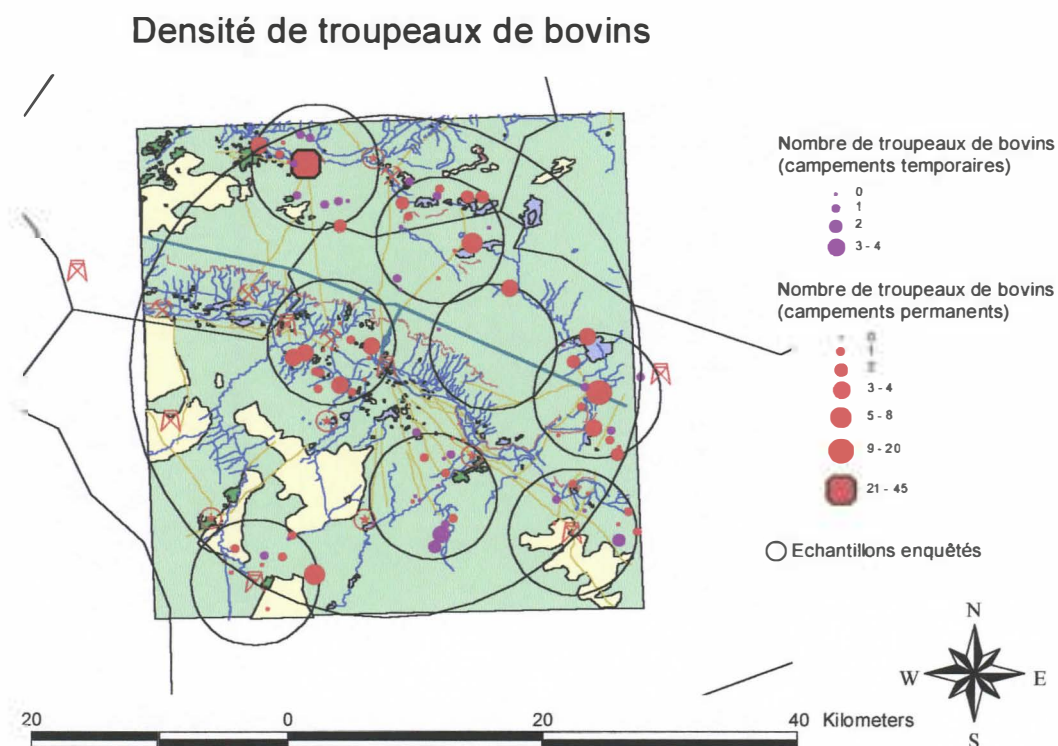 Densité de troupeaux de bovins
Nombre de troupeaux de bovins
(campements temporaires)
0
1
2
3 - 4
Nombre de troupeaux de bovins
(campements permanents)
1
3 - 4
5 - 8
9 - 20
21 - 45
Echantillons enquêtés
N
W
E
S
20
0
20
40
Kilometers